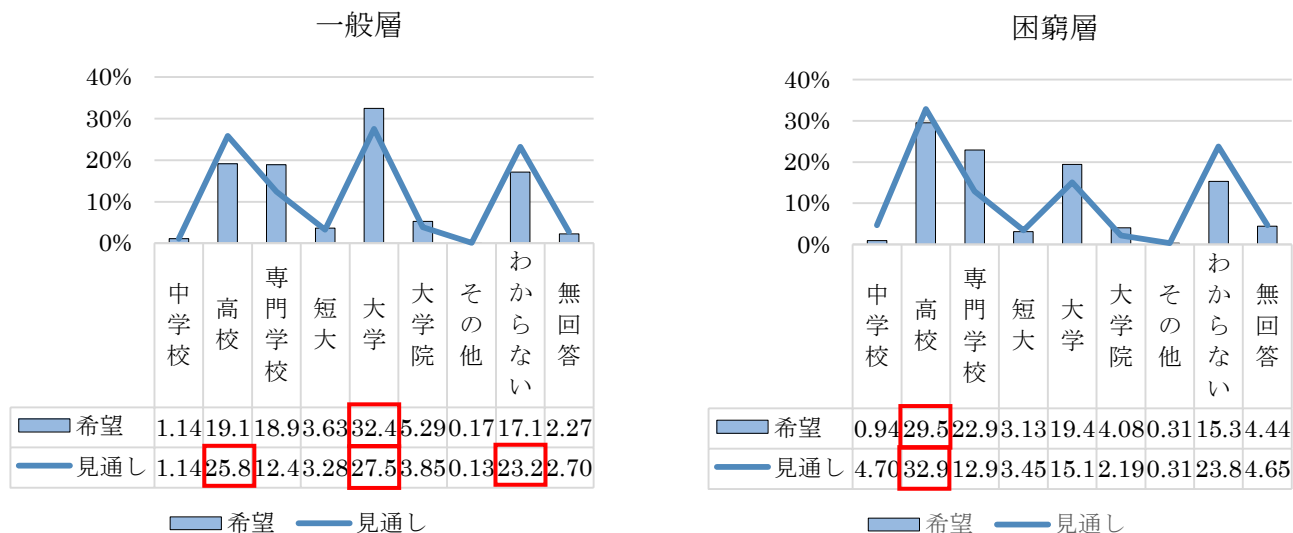 一般層
40%
30%
20%
10%
0%
中学校 高校 専門学校 短大 大学 大学院 その他 わからない 無回答
希望 1.14 19.1 18.9 3.63 32.4 5.29 0.17 17.1 2.27
見通し 1.14 25.8 12.4 3.28 27.5 3.85 0.13 23.2 2.70
希望 見通し
困窮層
40%
30%
20%
10%
0%
中学校 高校 専門学校 短大 大学 大学院 その他 わからない 無回答
希望 0.94 29.5 22.9 3.13 19.4 4.08 0.31 15.3 4.44
見通し 4.70 32.9 12.9 3.45 15.1 2.19 0.31 23.8 4.65
希望 見通し